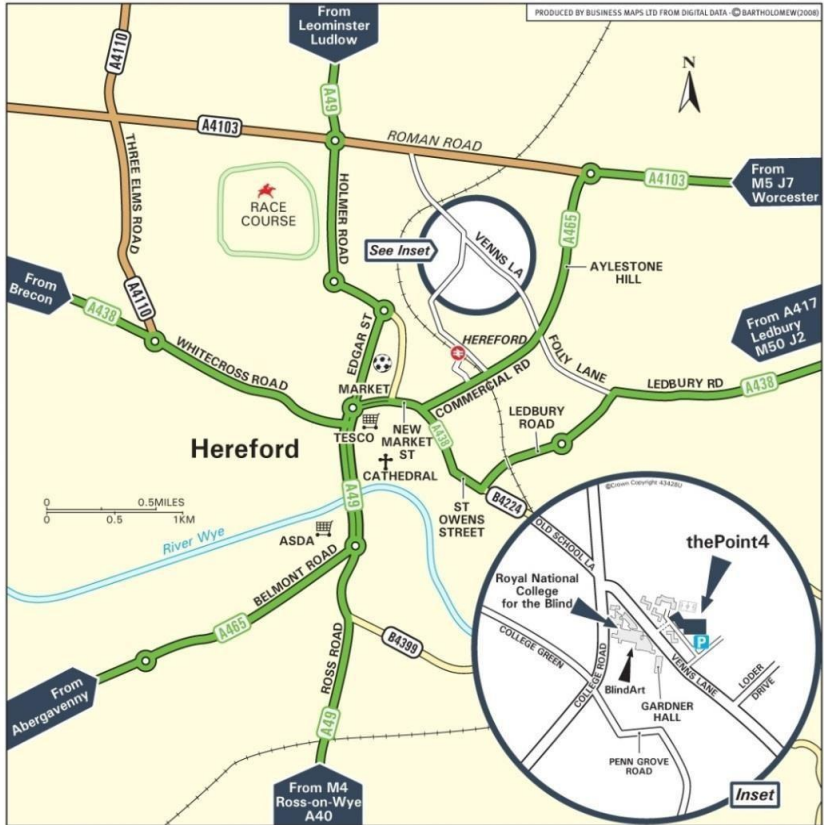 PRODUCED BY BUSINESS MAPS LTD FROM DIGITAL DATA - © BARTHOLOMEW(2008)
From
Leominster
Ludlow
A4110
A49
N
A4103
ROMAN ROAD
A4103
From
M5 J7
Worcester
THREE ELMS ROAD
HOLMER ROAD
RACE
COURSE
A465
See Inset
VENNS LA
AYLESTONE
HILL
From
Brecon
A438
A4110
From A417
Ledbury
M50 J2
WHITECROSS ROAD
EDGAR ST
HEREFORD
FOLLY LANE
MARKET
COMMERCIAL RD
LEDBURY RD
A438
TESCO
NEW
MARKET
ST
A438
LEDBURY
ROAD
Hereford
CATHEDRAL
A49
B4224
ST
OWENS
STREET
0 0.5MILES
0 0.5 1KM
River Wye
ASDA
BELMONT ROAD
A465
ROSS ROAD
B4399
From
Abergavenny
A49
From M4
Ross-on-Wye
A40
©Crown Copyright 43428U
OLD SCHOOL LA
thePoint4
Royal National
College
for the Blind
P
COLLEGE GREEN
COLLEGE ROAD
VENNS LANE
LODER
DRIVE
BlindArt
GARDNER
HALL
PENN GROVE
ROAD
Inset